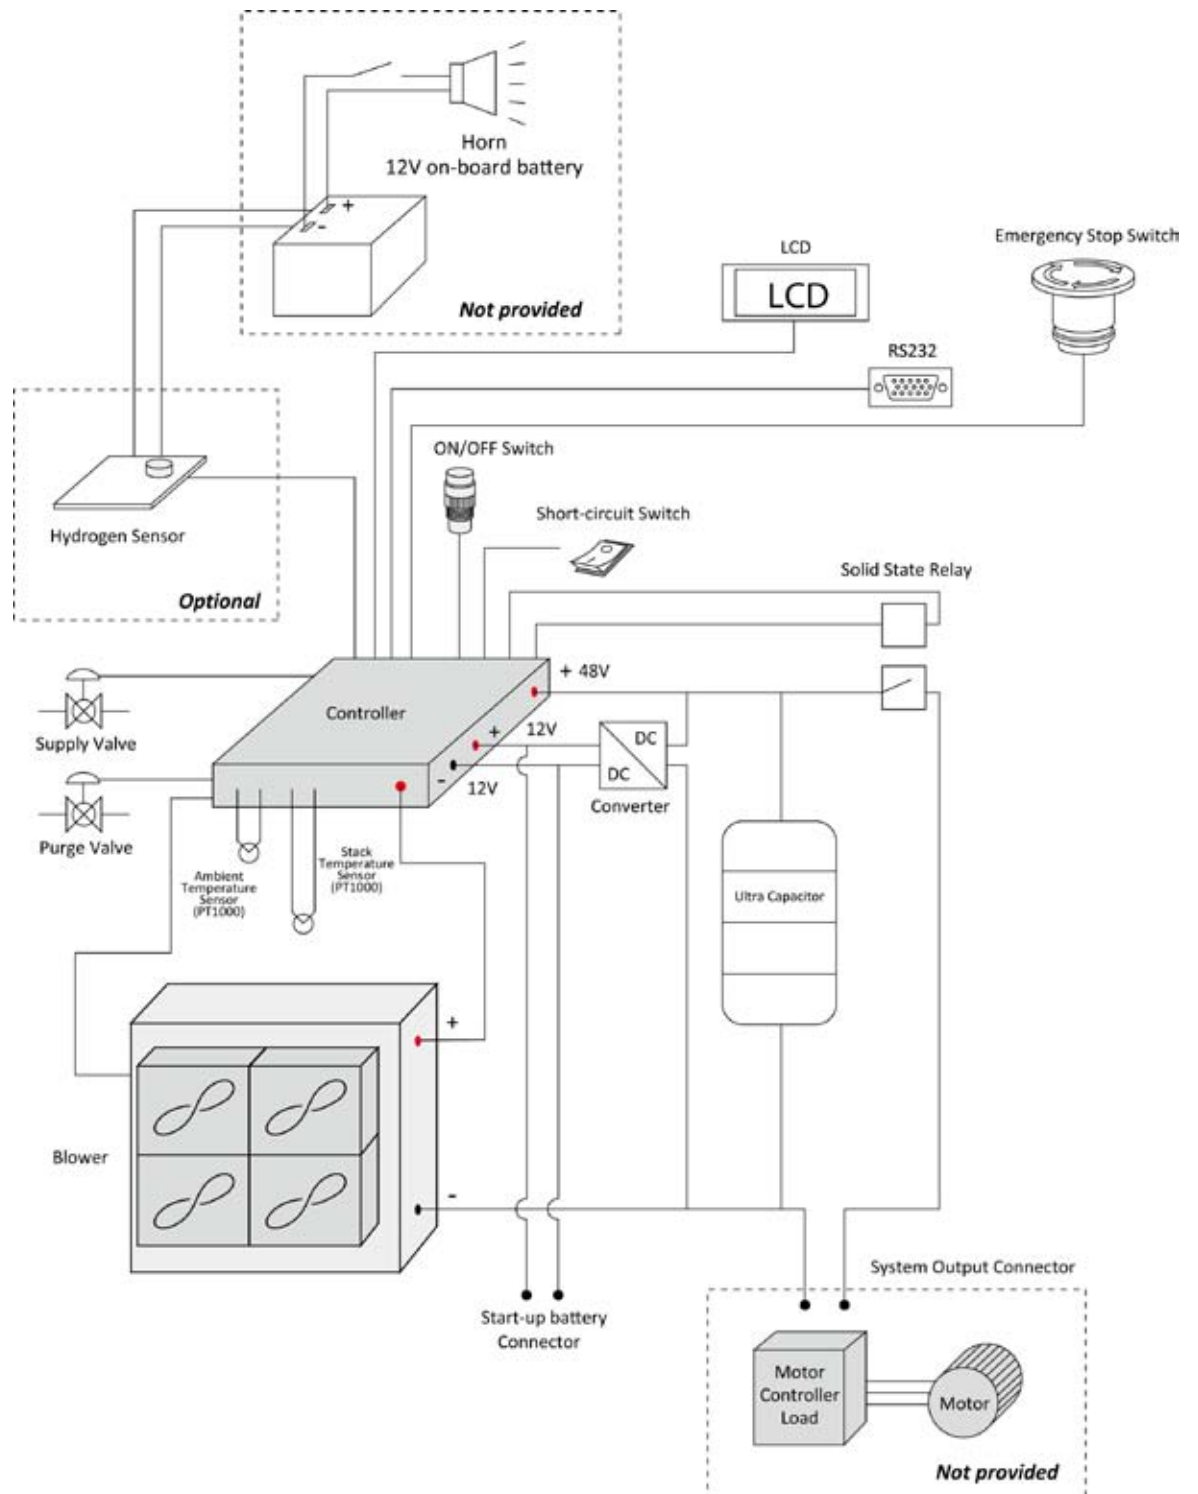 Horn
12V on-board battery
+
-
Not provided
LCD
LCD
Emergency Stop Switch
RS232
ON/OFF Switch
Short-circuit Switch
Hydrogen Sensor
Optional
Solid State Relay
+ 48V
Controller
Supply Valve
+ 12V
- 12V
DC
DC
Converter
Purge Valve
Ambient
Temperature
Sensor
(PT1000)
Stack
Temperature
Sensor
(PT1000)
Ultra Capacitor
+
Blower
-
System Output Connector
Start-up battery
Connector
Motor
Controller
Load
Motor
Not provided